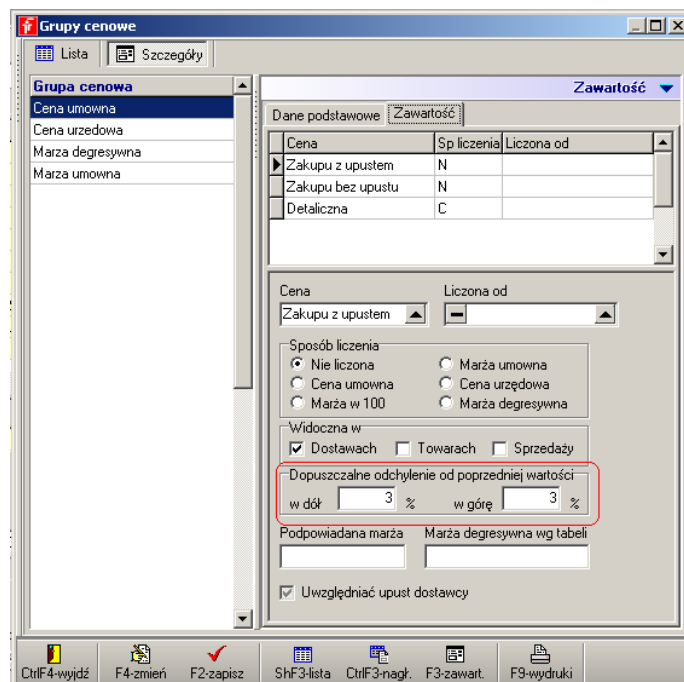 Grupy cenowe
Lista Szczegóły
Grupa cenowa
Cena umowna
Cena urzedowa
Marza degresywna
Marza umowna
Zawartość
Dane podstawowe Zawartość
Cena Sp liczenia Liczona od
Zakupu z upustem N
Zakupu bez upustu N
Detaliczna C
Cena Liczona od
Zakupu z upustem
Sposób liczenia
Nie liczona Marża umowna
Cena umowna Cena urzędowa
Marża w 100 Marża degresywna
Widoczna w
Dostawach Towarach Sprzedaży
Dopuszczalne odchylenie od poprzedniej wartości
w dół 3 % w górę 3 %
Podpowiadana marża Marża degresywna wg tabeli
Uwzględniać upust dostawcy
CtrlF4-wyjdź F4-zmień F2-zapisz ShF3-lista CtrlF3-nagł. F3-zawart. F9-wydruki